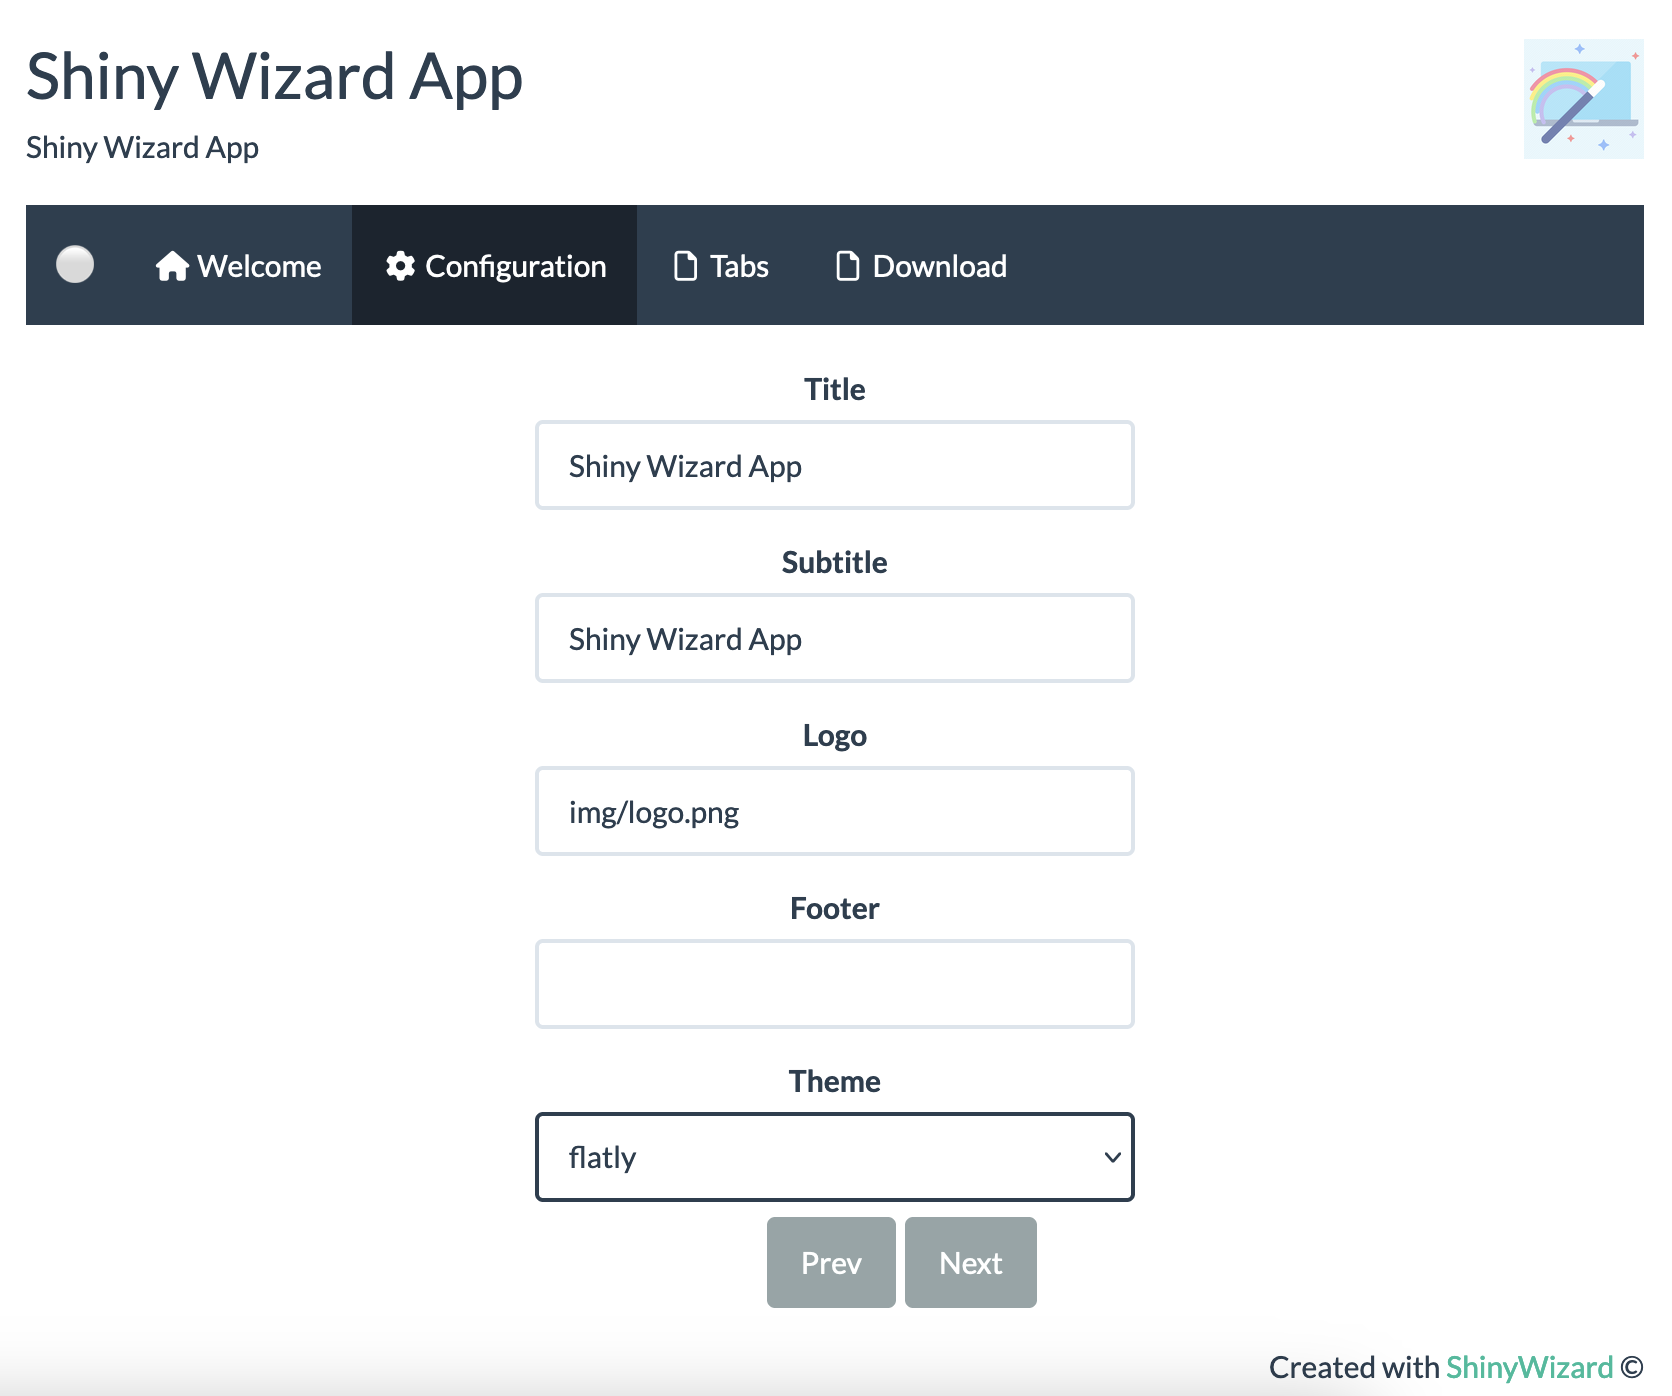 Shiny Wizard App
Shiny Wizard App
Welcome Configuration Tabs Download
Title
Shiny Wizard App
Subtitle
Shiny Wizard App
Logo
img/logo.png
Footer
Theme
flatly
Prev Next
Created with ShinyWizard ©